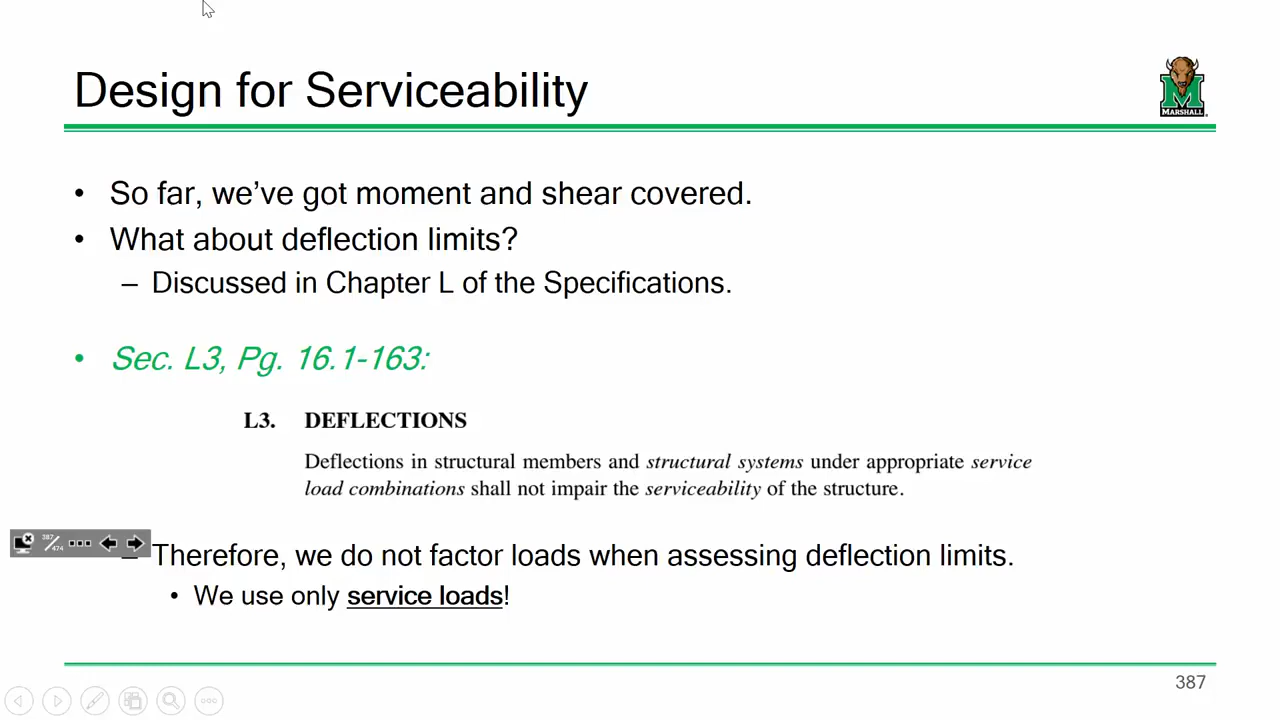 Design for Serviceability
MARSHALL
• So far, we've got moment and shear covered.
• What about deflection limits?
– Discussed in Chapter L of the Specifications.
• Sec. L3, Pg. 16.1-163:
L3. DEFLECTIONS
Deflections in structural members and structural systems under appropriate service
load combinations shall not impair the serviceability of the structure.
387/474
– Therefore, we do not factor loads when assessing deflection limits.
• We use only service loads!
387